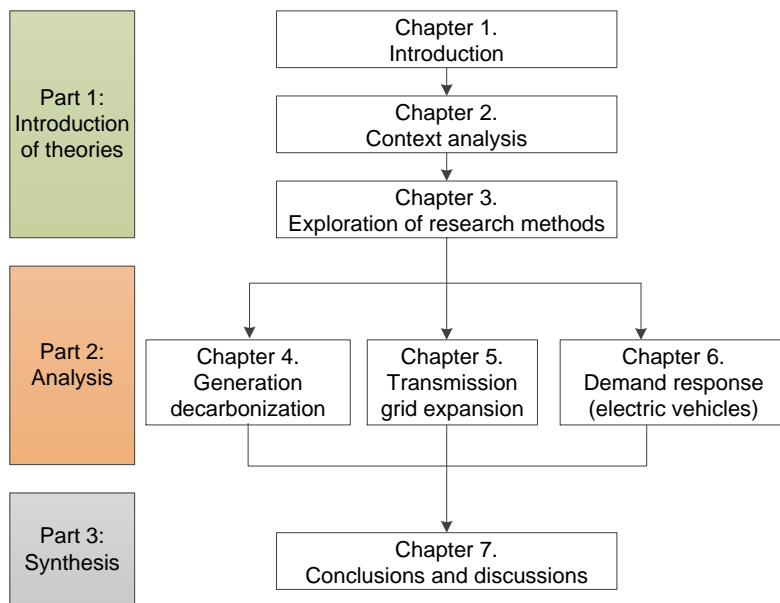 Part 1:
Introduction
of theories
Chapter 1.
Introduction
Chapter 2.
Context analysis
Chapter 3.
Exploration of research methods
Part 2:
Analysis
Chapter 4.
Generation
decarbonization
Chapter 5.
Transmission
grid expansion
Chapter 6.
Demand response
(electric vehicles)
Part 3:
Synthesis
Chapter 7.
Conclusions and discussions